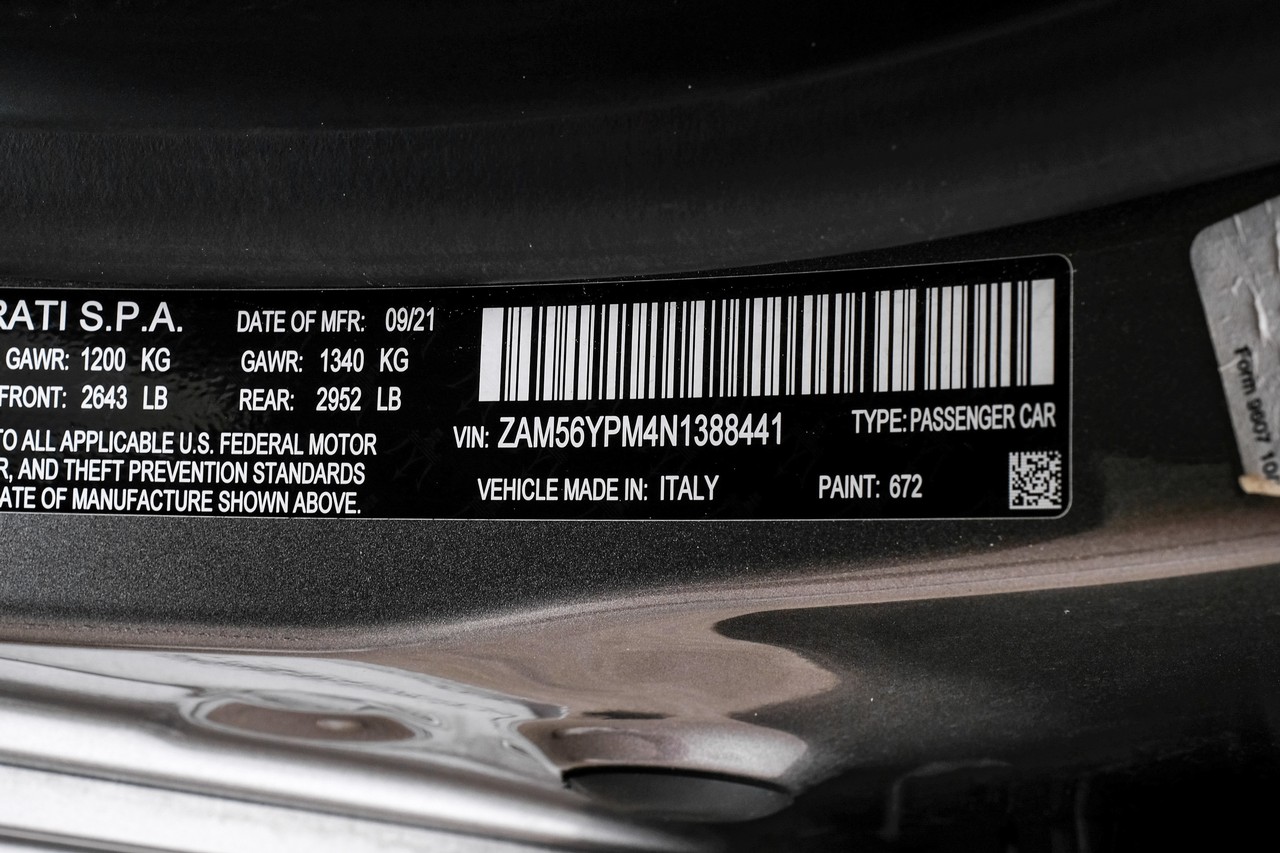 RATI S.P.A. DATE OF MFR: 09/21
GAWR: 1200 KG GAWR: 1340 KG
FRONT: 2643 LB REAR: 2952 LB
TO ALL APPLICABLE U.S. FEDERAL MOTOR
R, AND THEFT PREVENTION STANDARDS
ATE OF MANUFACTURE SHOWN ABOVE.
VIN: ZAM56YPM4N1388441 TYPE: PASSENGER CAR
VEHICLE MADE IN: ITALY PAINT: 672
Form 9607